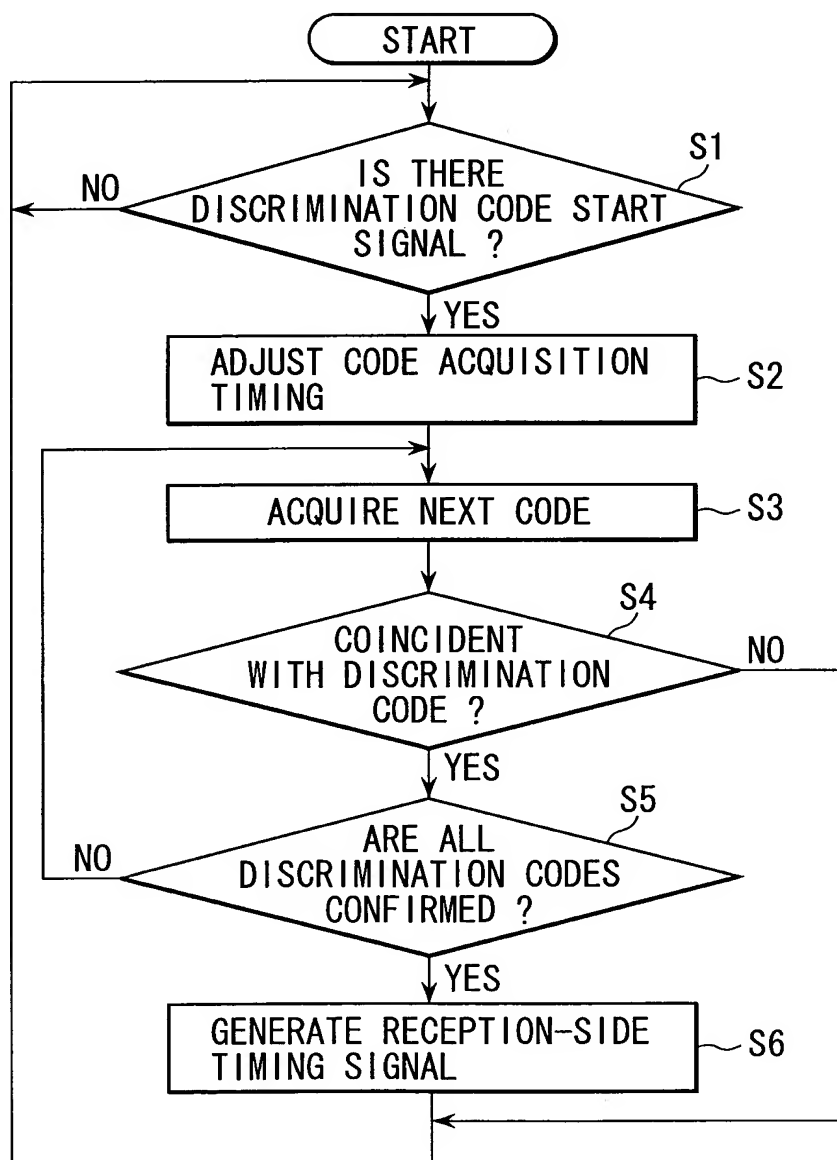 START
IS THERE
DISCRIMINATION CODE START
SIGNAL ?
S1
NO
YES
ADJUST CODE ACQUISITION
TIMING
S2
ACQUIRE NEXT CODE
S3
COINCIDENT
WITH DISCRIMINATION
CODE ?
S4
NO
YES
ARE ALL
DISCRIMINATION CODES
CONFIRMED ?
S5
NO
YES
GENERATE RECEPTION-SIDE
TIMING SIGNAL
S6